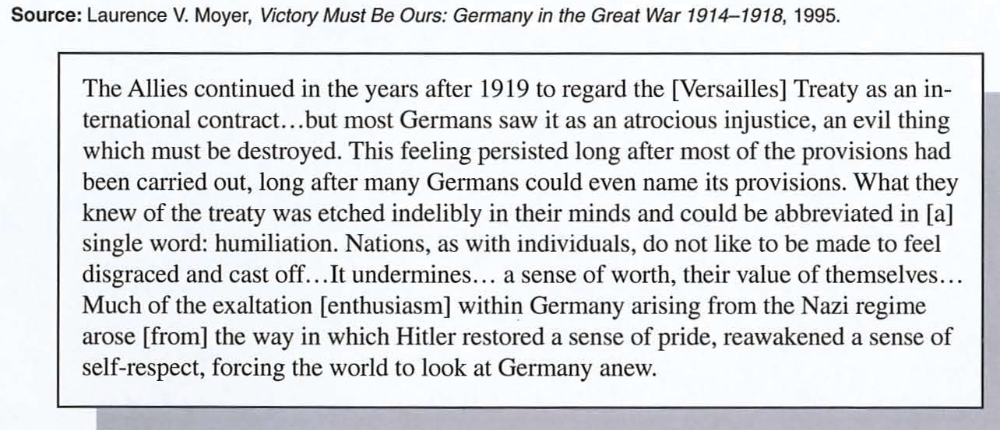 Source: Laurence V. Moyer, Victory Must Be Ours: Germany in the Great War 1914–1918, 1995.
The Allies continued in the years after 1919 to regard the [Versailles] Treaty as an in-
ternational contract…but most Germans saw it as an atrocious injustice, an evil thing
which must be destroyed. This feeling persisted long after most of the provisions had
been carried out, long after many Germans could even name its provisions. What they
knew of the treaty was etched indelibly in their minds and could be abbreviated in [a]
single word: humiliation. Nations, as with individuals, do not like to be made to feel
disgraced and cast off…It undermines… a sense of worth, their value of themselves…
Much of the exaltation [enthusiasm] within Germany arising from the Nazi regime
arose [from] the way in which Hitler restored a sense of pride, reawakened a sense of
self-respect, forcing the world to look at Germany anew.